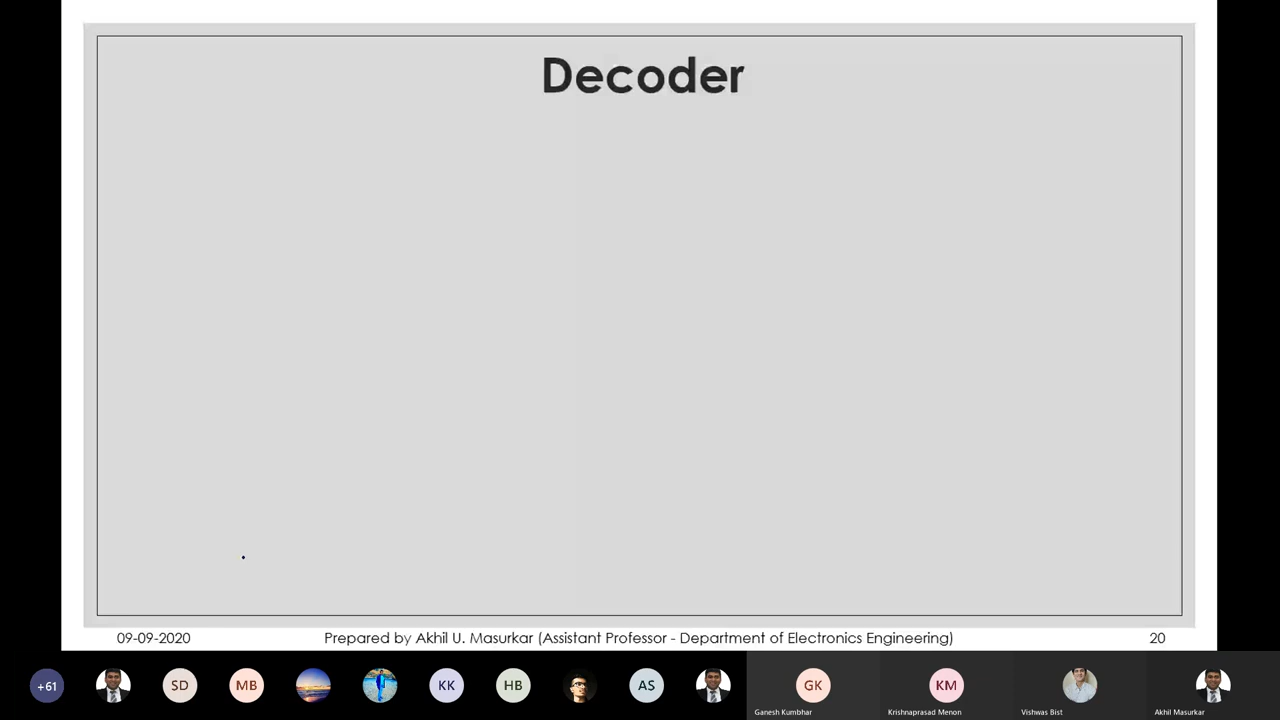 Decoder
09-09-2020 Prepared by Akhil U. Masurkar (Assistant Professor - Department of Electronics Engineering) 20
+61 SD MB KK HB AS GK KM
Ganesh Kumbhar Krishnaprasad Menon Vishwas Bist Akhil Masurkar